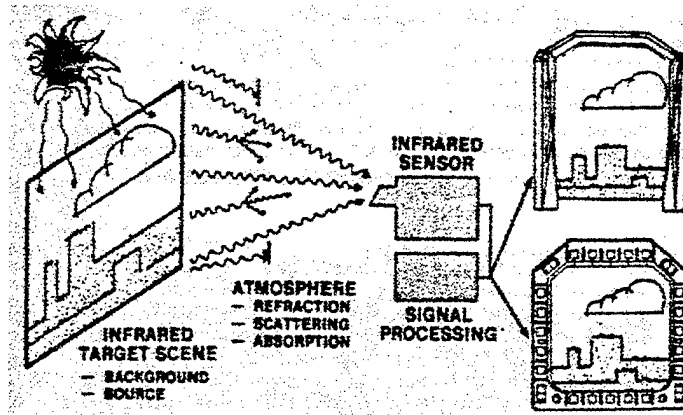 INFRARED
TARGET SCENE
— BACKGROUND
— SOURCE
ATMOSPHERE
— REFRACTION
— SCATTERING
— ABSORPTION
INFRARED
SENSOR
SIGNAL
PROCESSING